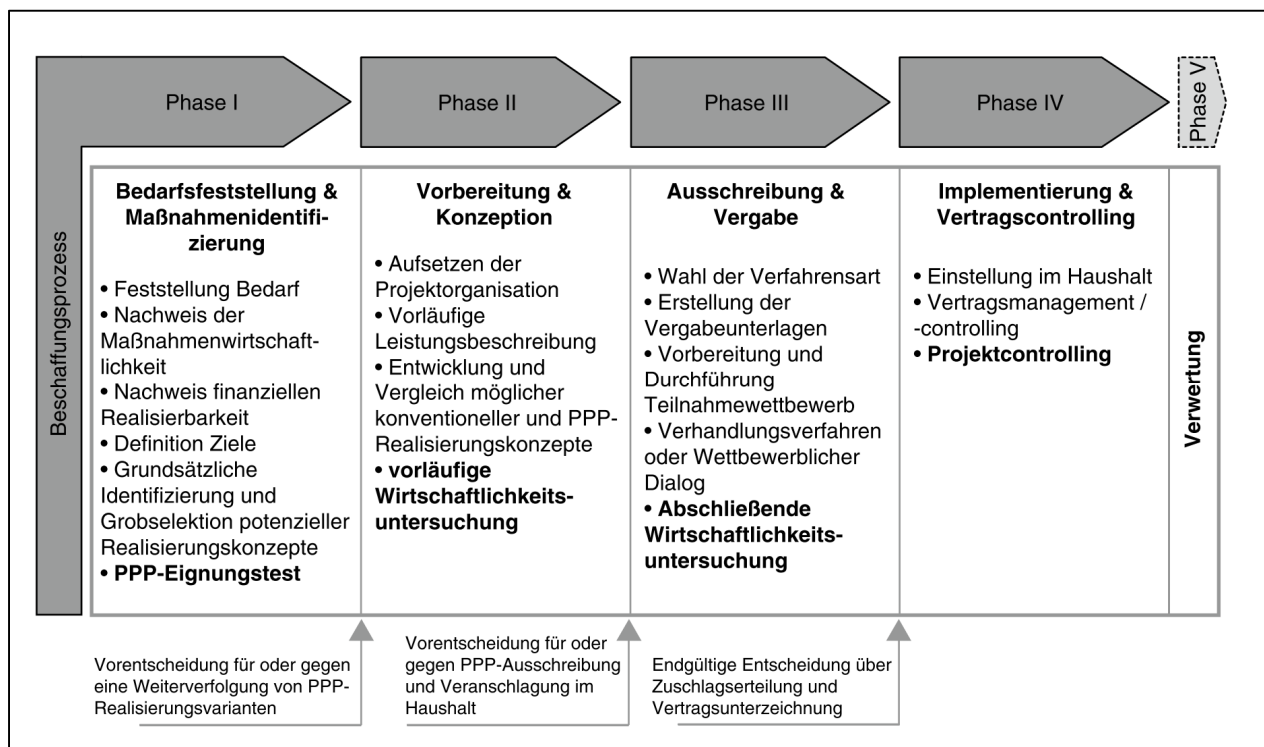 Phase I
Phase II
Phase III
Phase IV
Phase V
Beschaffungsprozess
Bedarfsfeststellung &
Maßnahmenidentifi-
zierung
• Feststellung Bedarf
• Nachweis der
Maßnahmenwirtschaft-
lichkeit
• Nachweis finanziellen
Realisierbarkeit
• Definition Ziele
• Grundsätzliche
Identifizierung und
Grobselektion potenzieller
Realisierungskonzepte
• PPP-Eignungstest
Vorbereitung &
Konzeption
• Aufsetzen der
Projektorganisation
• Vorläufige
Leistungsbeschreibung
• Entwicklung und
Vergleich möglicher
konventioneller und PPP-
Realisierungskonzepte
• vorläufige
Wirtschaftlichkeits-
untersuchung
Ausschreibung &
Vergabe
• Wahl der Verfahrensart
• Erstellung der
Vergabeunterlagen
• Vorbereitung und
Durchführung
Teilnahmewettbewerb
• Verhandlungsverfahren
oder Wettbewerblicher
Dialog
• Abschließende
Wirtschaftlichkeits-
untersuchung
Implementierung &
Vertragscontrolling
• Einstellung im Haushalt
• Vertragsmanagement /
-controlling
• Projektcontrolling
Verwertung
Vorentscheidung für oder gegen
eine Weiterverfolgung von PPP-
Realisierungsvarianten
Vorentscheidung für oder
gegen PPP-Ausschreibung
und Veranschlagung im
Haushalt
Endgültige Entscheidung über
Zuschlagserteilung und
Vertragsunterzeichnung